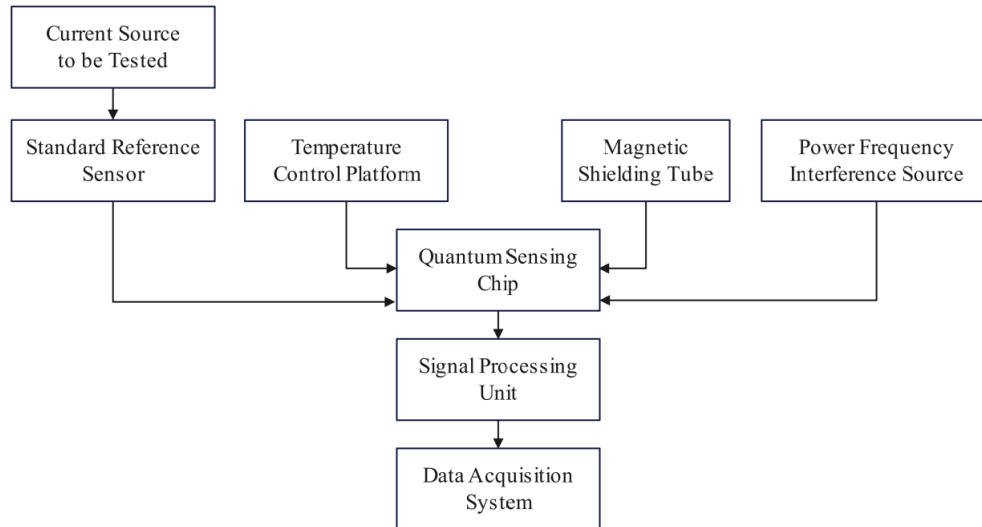 Current Source
to be Tested
Standard Reference
Sensor
Temperature
Control Platform
Magnetic
Shielding Tube
Power Frequency
Interference Source
Quantum Sensing
Chip
Signal Processing
Unit
Data Acquisition
System